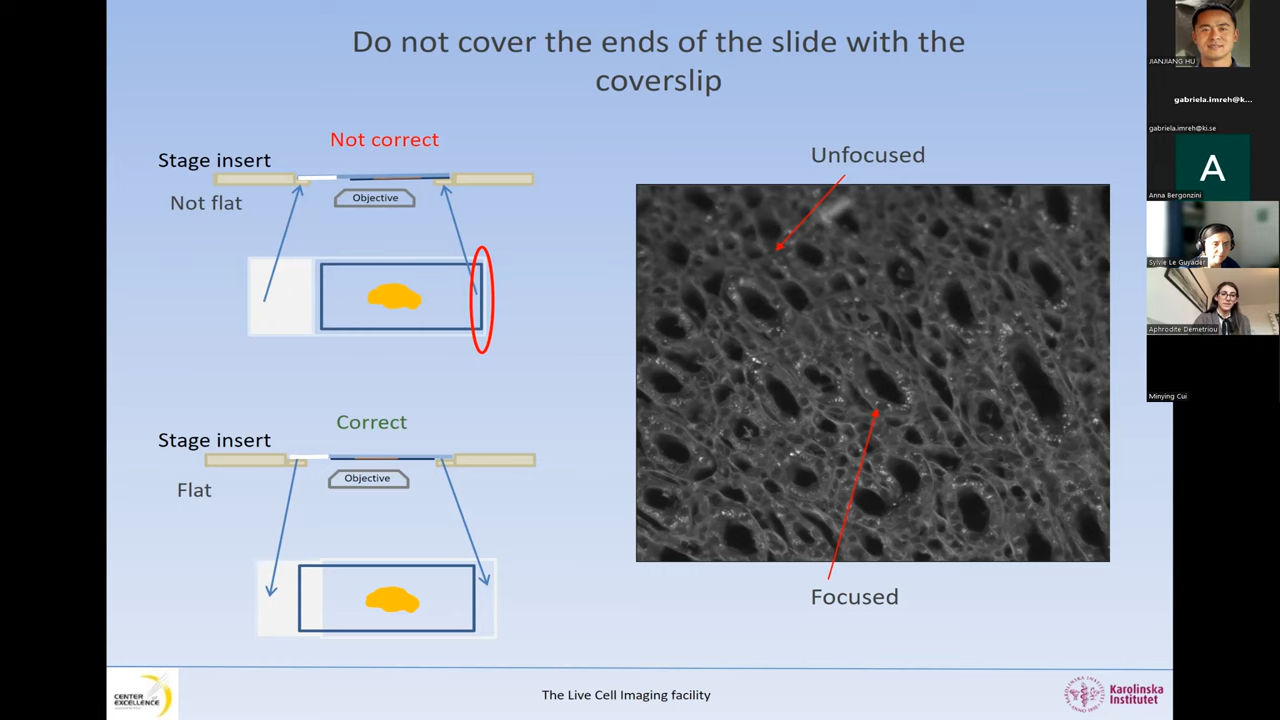 Do not cover the ends of the slide with the
coverslip
Not correct
Stage insert
Objective
Not flat
Unfocused
Correct
Stage insert
Objective
Flat
Focused
The Live Cell Imaging facility
CENTER
EXCELLENCE
Karolinska
Institutet
JIANJIANG HU
gabriela.imreh@k...
gabriela.imreh@ki.se
A
Anna Bergonzini
Sylvie Le Guyader
Aphrodite Demetriou
Minying Cui